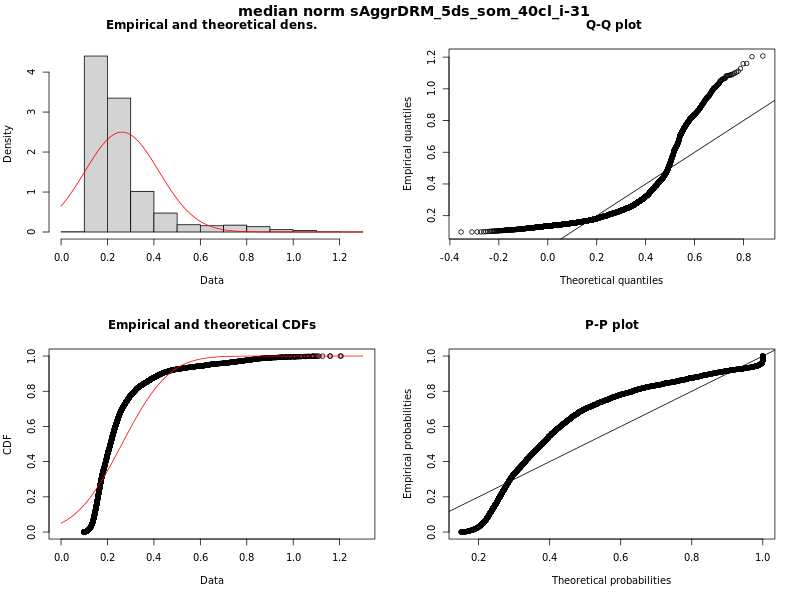 median norm sAggrDRM_5ds_som_40cl_i-31
Empirical and theoretical dens.
Density
0 1 2 3 4
0.0 0.2 0.4 0.6 0.8 1.0 1.2
Data
Q-Q plot
Empirical quantiles
0.2 0.4 0.6 0.8 1.0 1.2
-0.4 -0.2 0.0 0.2 0.4 0.6 0.8
Theoretical quantiles
Empirical and theoretical CDFs
CDF
0.0 0.2 0.4 0.6 0.8 1.0
0.0 0.2 0.4 0.6 0.8 1.0 1.2
Data
P-P plot
Empirical probabilities
0.0 0.2 0.4 0.6 0.8 1.0
0.2 0.4 0.6 0.8 1.0
Theoretical probabilities